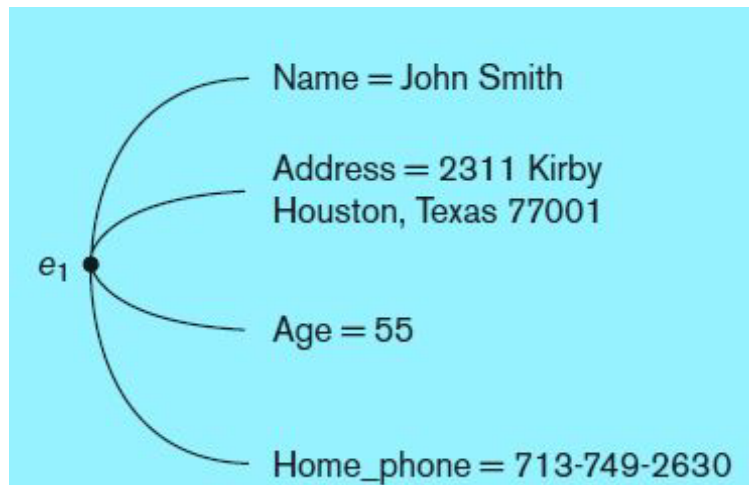 Name = John Smith
Address = 2311 Kirby
Houston, Texas 77001
e1
Age = 55
Home_phone = 713-749-2630